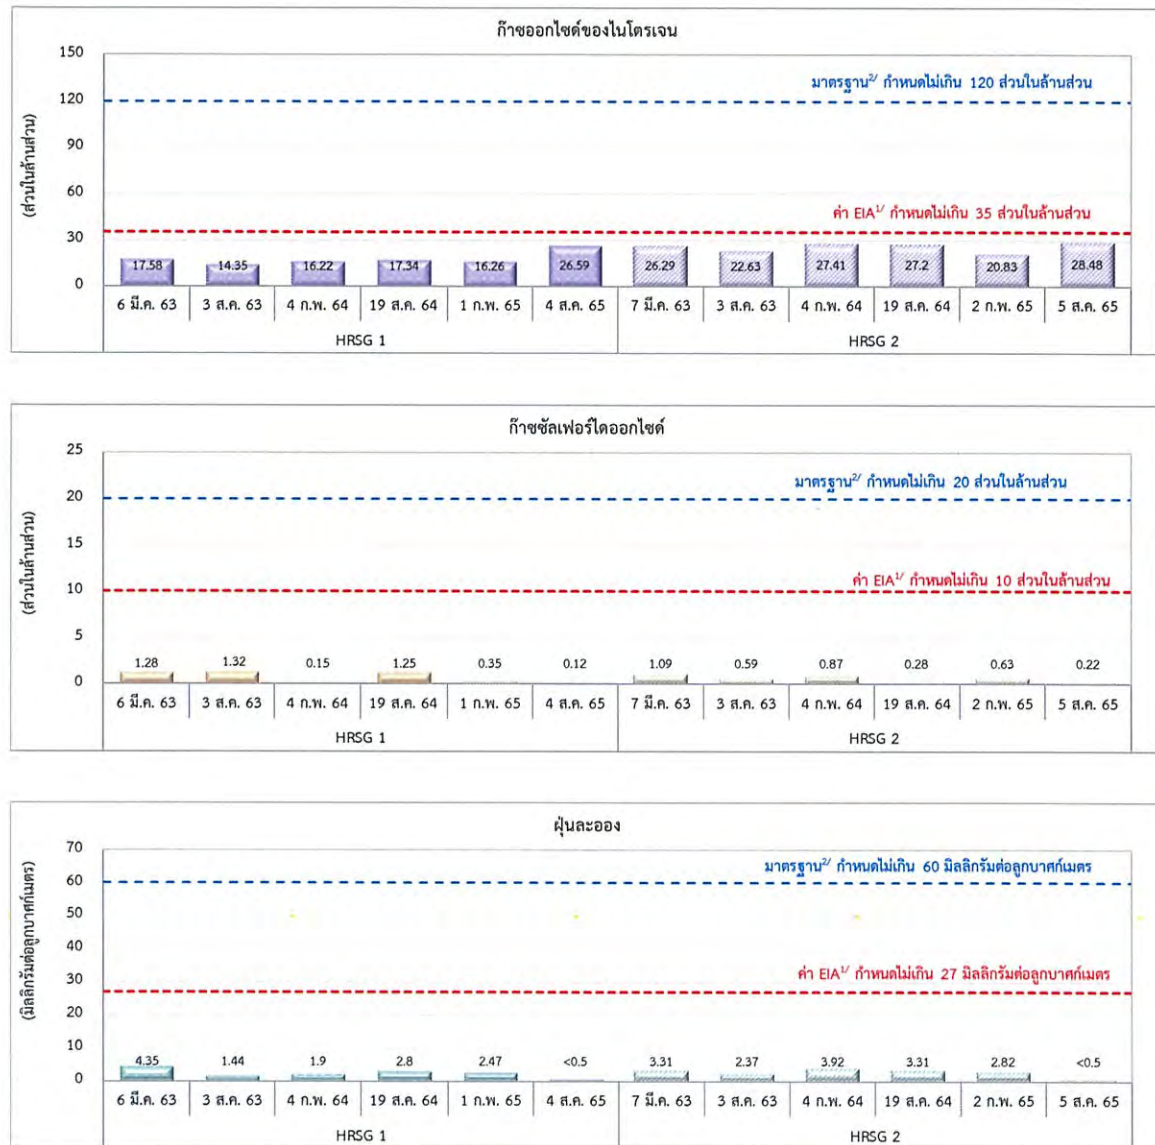 ก๊าซออกไซด์ของไนโตรเจน
150
มาตรฐาน2/ กำหนดไม่เกิน 120 ส่วนในล้านส่วน
120
90
(ส่วนในล้านส่วน)
60
ค่า EIA1/ กำหนดไม่เกิน 35 ส่วนในล้านส่วน
30
17.58 14.35 16.22 17.34 16.26 26.59 26.29 22.63 27.41 27.2 20.83 28.48
0
6 มี.ค. 63 3 ส.ค. 63 4 ก.พ. 64 19 ส.ค. 64 1 ก.พ. 65 4 ส.ค. 65 7 มี.ค. 63 3 ส.ค. 63 4 ก.พ. 64 19 ส.ค. 64 2 ก.พ. 65 5 ส.ค. 65
HRSG 1 HRSG 2
ก๊าซซัลเฟอร์ไดออกไซด์
25
มาตรฐาน2/ กำหนดไม่เกิน 20 ส่วนในล้านส่วน
20
15
(ส่วนในล้านส่วน)
ค่า EIA1/ กำหนดไม่เกิน 10 ส่วนในล้านส่วน
10
5
1.28 1.32 0.15 1.25 0.35 0.12 1.09 0.59 0.87 0.28 0.63 0.22
0
6 มี.ค. 63 3 ส.ค. 63 4 ก.พ. 64 19 ส.ค. 64 1 ก.พ. 65 4 ส.ค. 65 7 มี.ค. 63 3 ส.ค. 63 4 ก.พ. 64 19 ส.ค. 64 2 ก.พ. 65 5 ส.ค. 65
HRSG 1 HRSG 2
ฝุ่นละออง
70
มาตรฐาน2/ กำหนดไม่เกิน 60 มิลลิกรัมต่อลูกบาศก์เมตร
60
50
40
(มิลลิกรัมต่อลูกบาศก์เมตร)
ค่า EIA1/ กำหนดไม่เกิน 27 มิลลิกรัมต่อลูกบาศก์เมตร
30
20
10
4.35 1.44 1.9 2.8 2.47 <0.5 3.31 2.37 3.92 3.31 2.82 <0.5
0
6 มี.ค. 63 3 ส.ค. 63 4 ก.พ. 64 19 ส.ค. 64 1 ก.พ. 65 4 ส.ค. 65 7 มี.ค. 63 3 ส.ค. 63 4 ก.พ. 64 19 ส.ค. 64 2 ก.พ. 65 5 ส.ค. 65
HRSG 1 HRSG 2